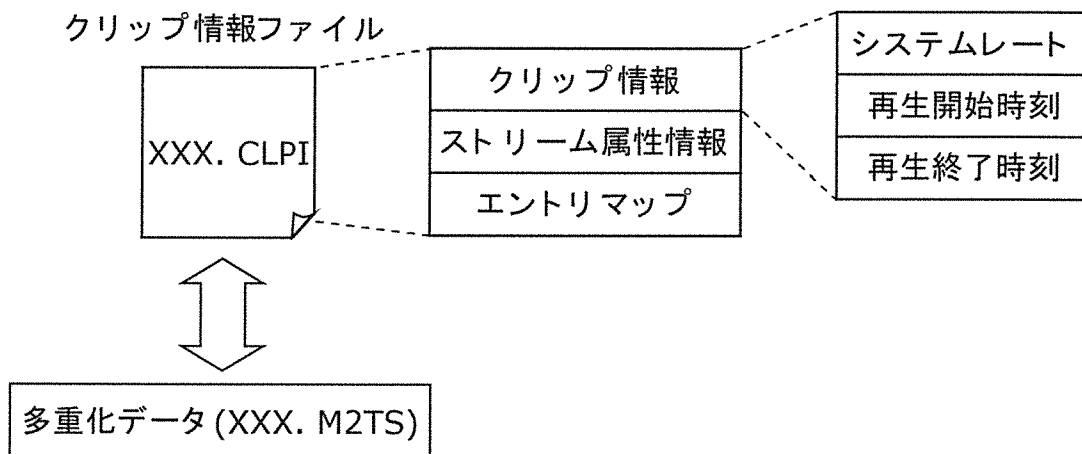 クリップ情報ファイル
XXX. CLPI
クリップ情報
ストリーム属性情報
エントリマップ
システムレート
再生開始時刻
再生終了時刻
多重化データ(XXX. M2TS)